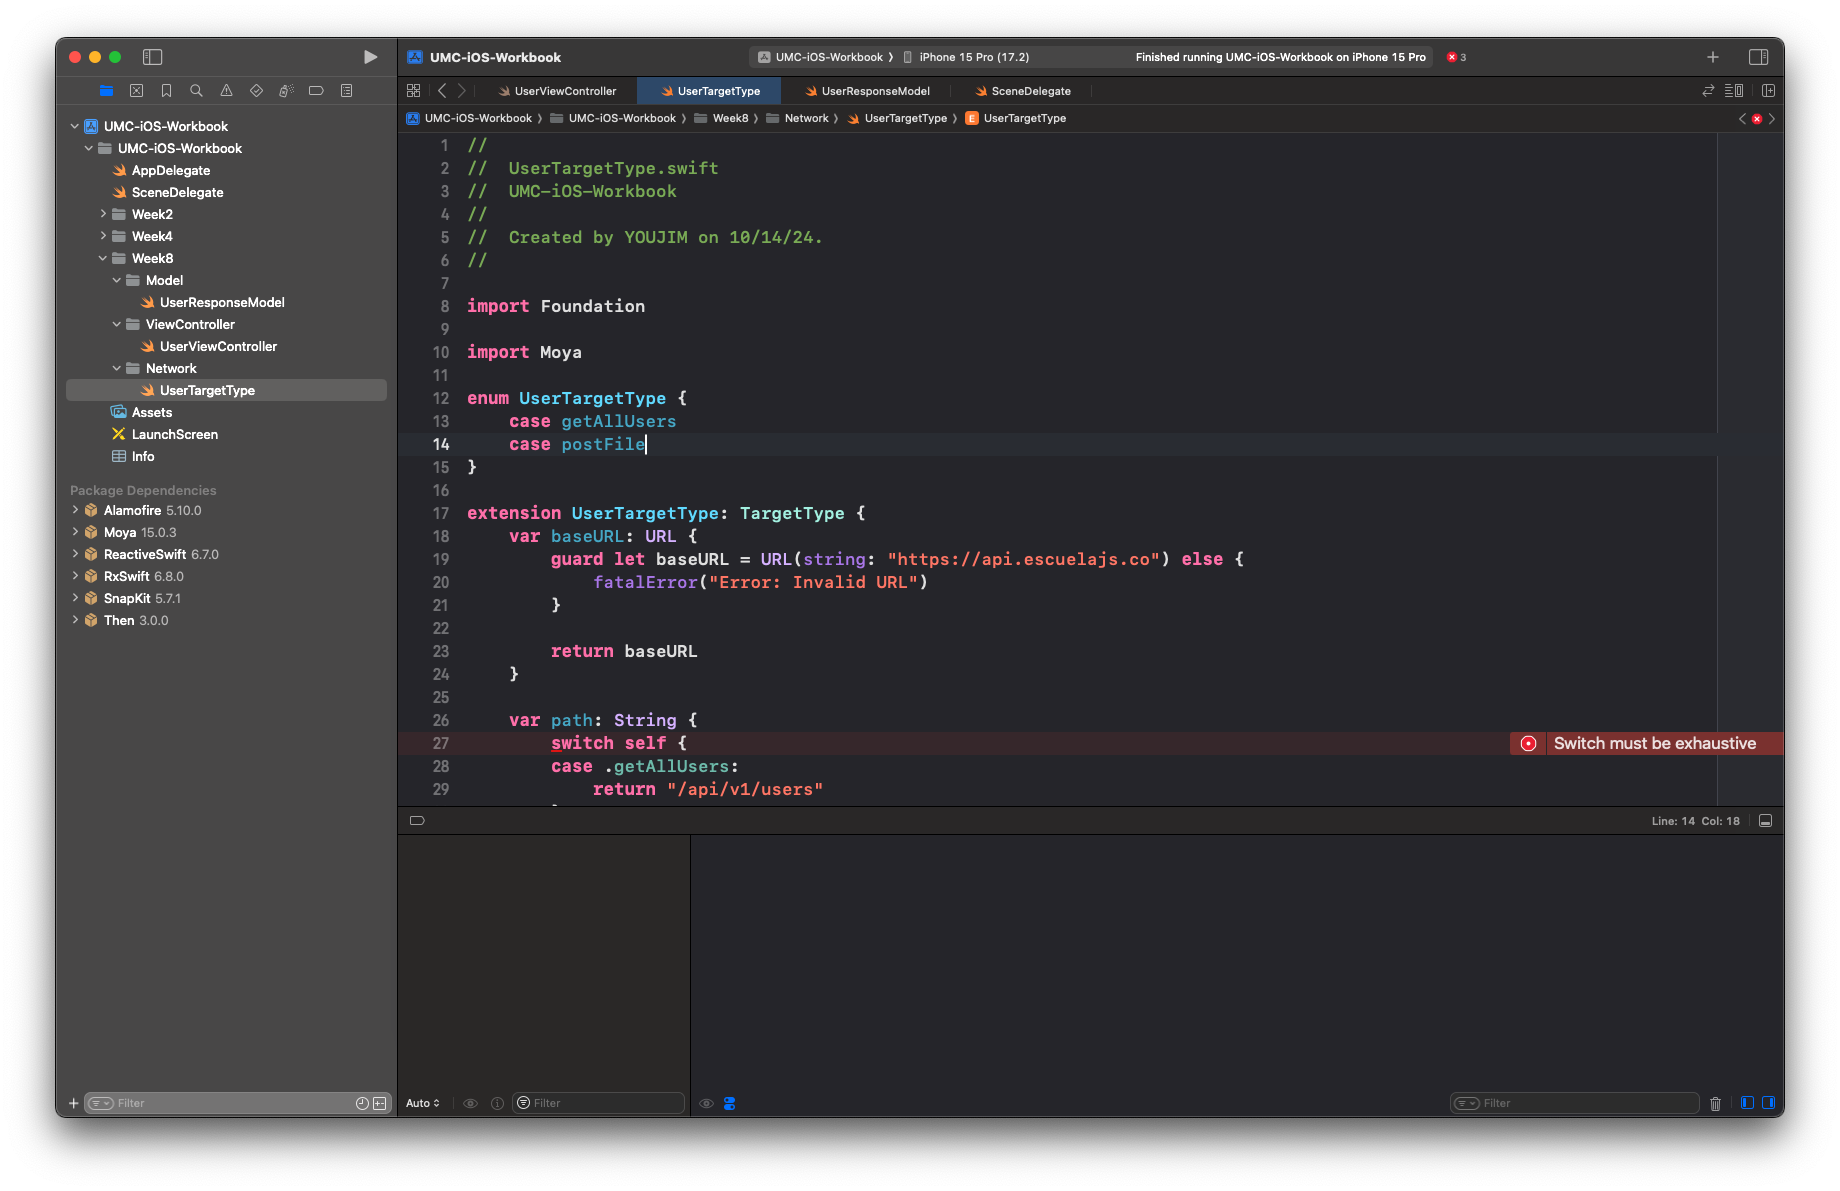 UMC-iOS-Workbook
UMC-iOS-Workbook
iPhone 15 Pro (17.2)
Finished running UMC-iOS-Workbook on iPhone 15 Pro
3
UserViewController
UserTargetType
UserResponseModel
SceneDelegate
UMC-iOS-Workbook
UMC-iOS-Workbook
Week8
Network
UserTargetType
E
UserTargetType
UMC-iOS-Workbook
UMC-iOS-Workbook
AppDelegate
SceneDelegate
Week2
Week4
Week8
Model
UserResponseModel
ViewController
UserViewController
Network
UserTargetType
Assets
LaunchScreen
Info
Package Dependencies
Alamofire 5.10.0
Moya 15.0.3
ReactiveSwift 6.7.0
RxSwift 6.8.0
SnapKit 5.7.1
Then 3.0.0
Filter
1 //
2 //  UserTargetType.swift
3 //  UMC-iOS-Workbook
4 //
5 //  Created by YOUJIM on 10/14/24.
6 //
7
8 import Foundation
9
10 import Moya
11
12 enum UserTargetType {
13     case getAllUsers
14     case postFile
15 }
16
17 extension UserTargetType: TargetType {
18     var baseURL: URL {
19         guard let baseURL = URL(string: "https://api.escuelajs.co") else {
20             fatalError("Error: Invalid URL")
21         }
22
23         return baseURL
24     }
25
26     var path: String {
27         switch self {
Switch must be exhaustive
28         case .getAllUsers:
29             return "/api/v1/users"
Line: 14 Col: 18
Auto
Filter
Filter